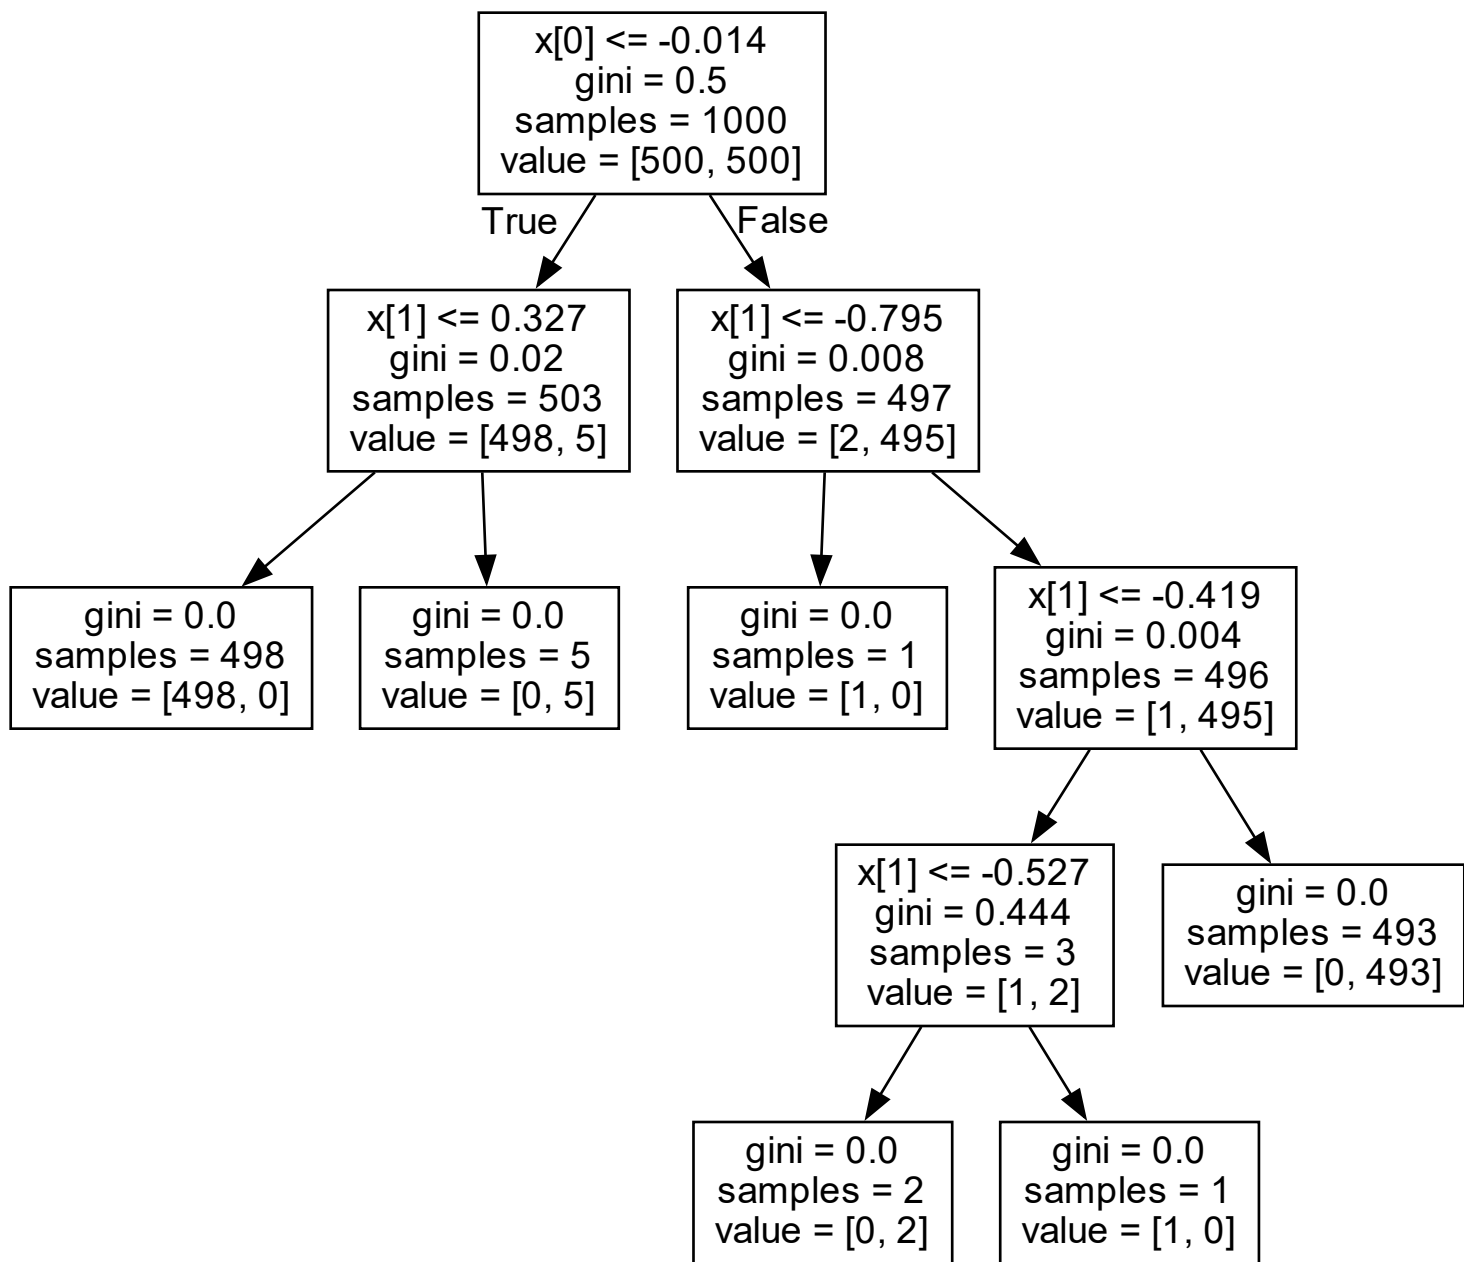 x[0] <= -0.014
gini = 0.5
samples = 1000
value = [500, 500]
True
False
x[1] <= 0.327
gini = 0.02
samples = 503
value = [498, 5]
x[1] <= -0.795
gini = 0.008
samples = 497
value = [2, 495]
gini = 0.0
samples = 498
value = [498, 0]
gini = 0.0
samples = 5
value = [0, 5]
gini = 0.0
samples = 1
value = [1, 0]
x[1] <= -0.419
gini = 0.004
samples = 496
value = [1, 495]
x[1] <= -0.527
gini = 0.444
samples = 3
value = [1, 2]
gini = 0.0
samples = 493
value = [0, 493]
gini = 0.0
samples = 2
value = [0, 2]
gini = 0.0
samples = 1
value = [1, 0]